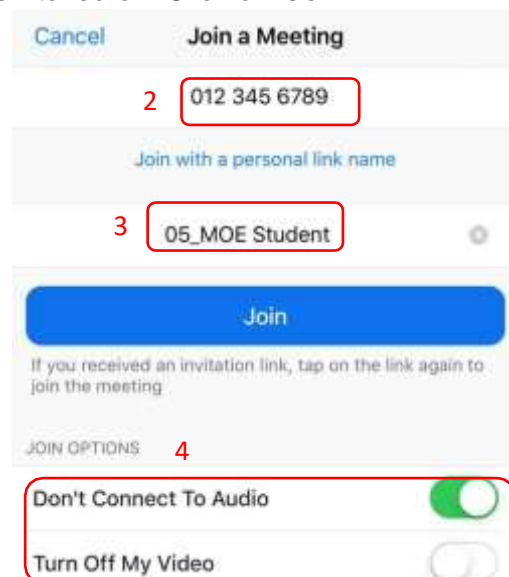 Cancel Join a Meeting
2 012 345 6789
Join with a personal link name
3 05_MOE Student
Join
If you received an invitation link, tap on the link again to
join the meeting
JOIN OPTIONS 4
Don't Connect To Audio
Turn Off My Video